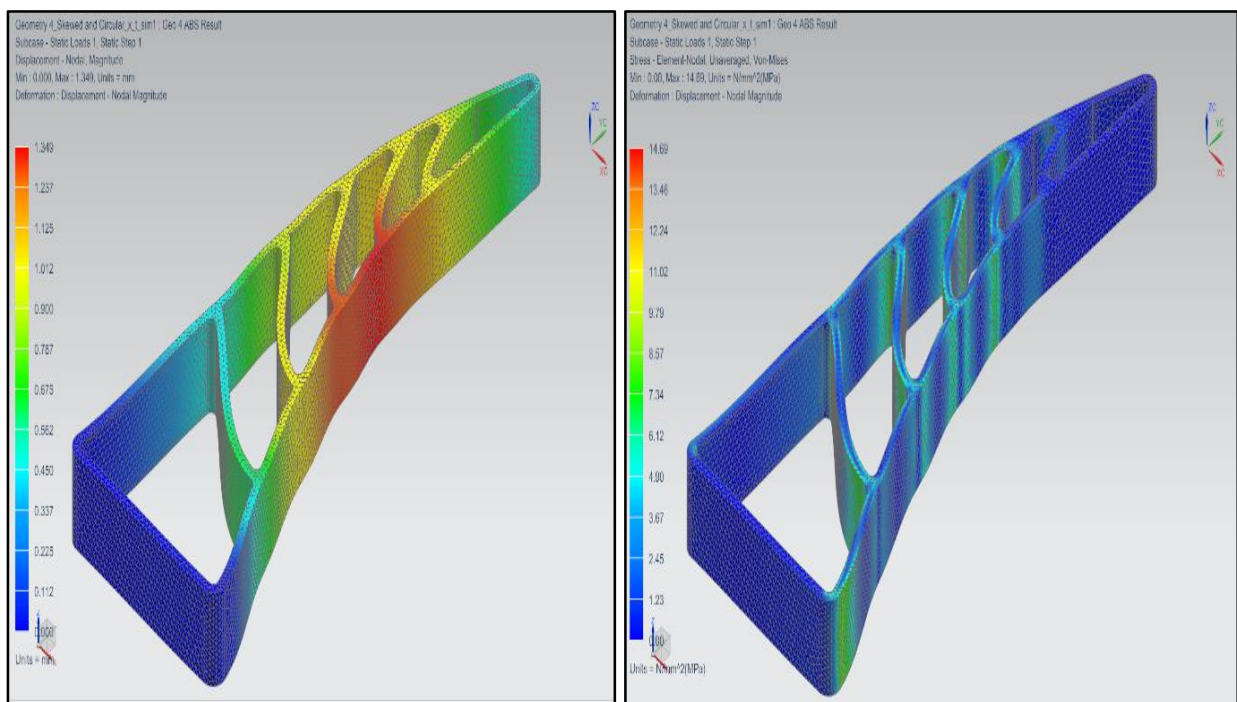 Geometry 4_Skewed and Circular_x_t_sim1 : Geo 4 ABS Result
Subcase - Static Loads 1, Static Step 1
Displacement - Nodal, Magnitude
Min : 0.000, Max : 1.349, Units = mm
Deformation : Displacement - Nodal Magnitude
ZC
YC
XC
1.349
1.237
1.125
1.012
0.900
0.787
0.675
0.562
0.450
0.337
0.225
0.112
0.000
Units = mm
Geometry 4_Skewed and Circular_x_t_sim1 : Geo 4 ABS Result
Subcase - Static Loads 1, Static Step 1
Stress - Element-Nodal, Unaveraged, Von-Mises
Min : 0.00, Max : 14.69, Units = N/mm^2(MPa)
Deformation : Displacement - Nodal Magnitude
ZC
YC
XC
14.69
13.46
12.24
11.02
9.79
8.57
7.34
6.12
4.90
3.67
2.45
1.23
0.00
Units = N/mm^2(MPa)